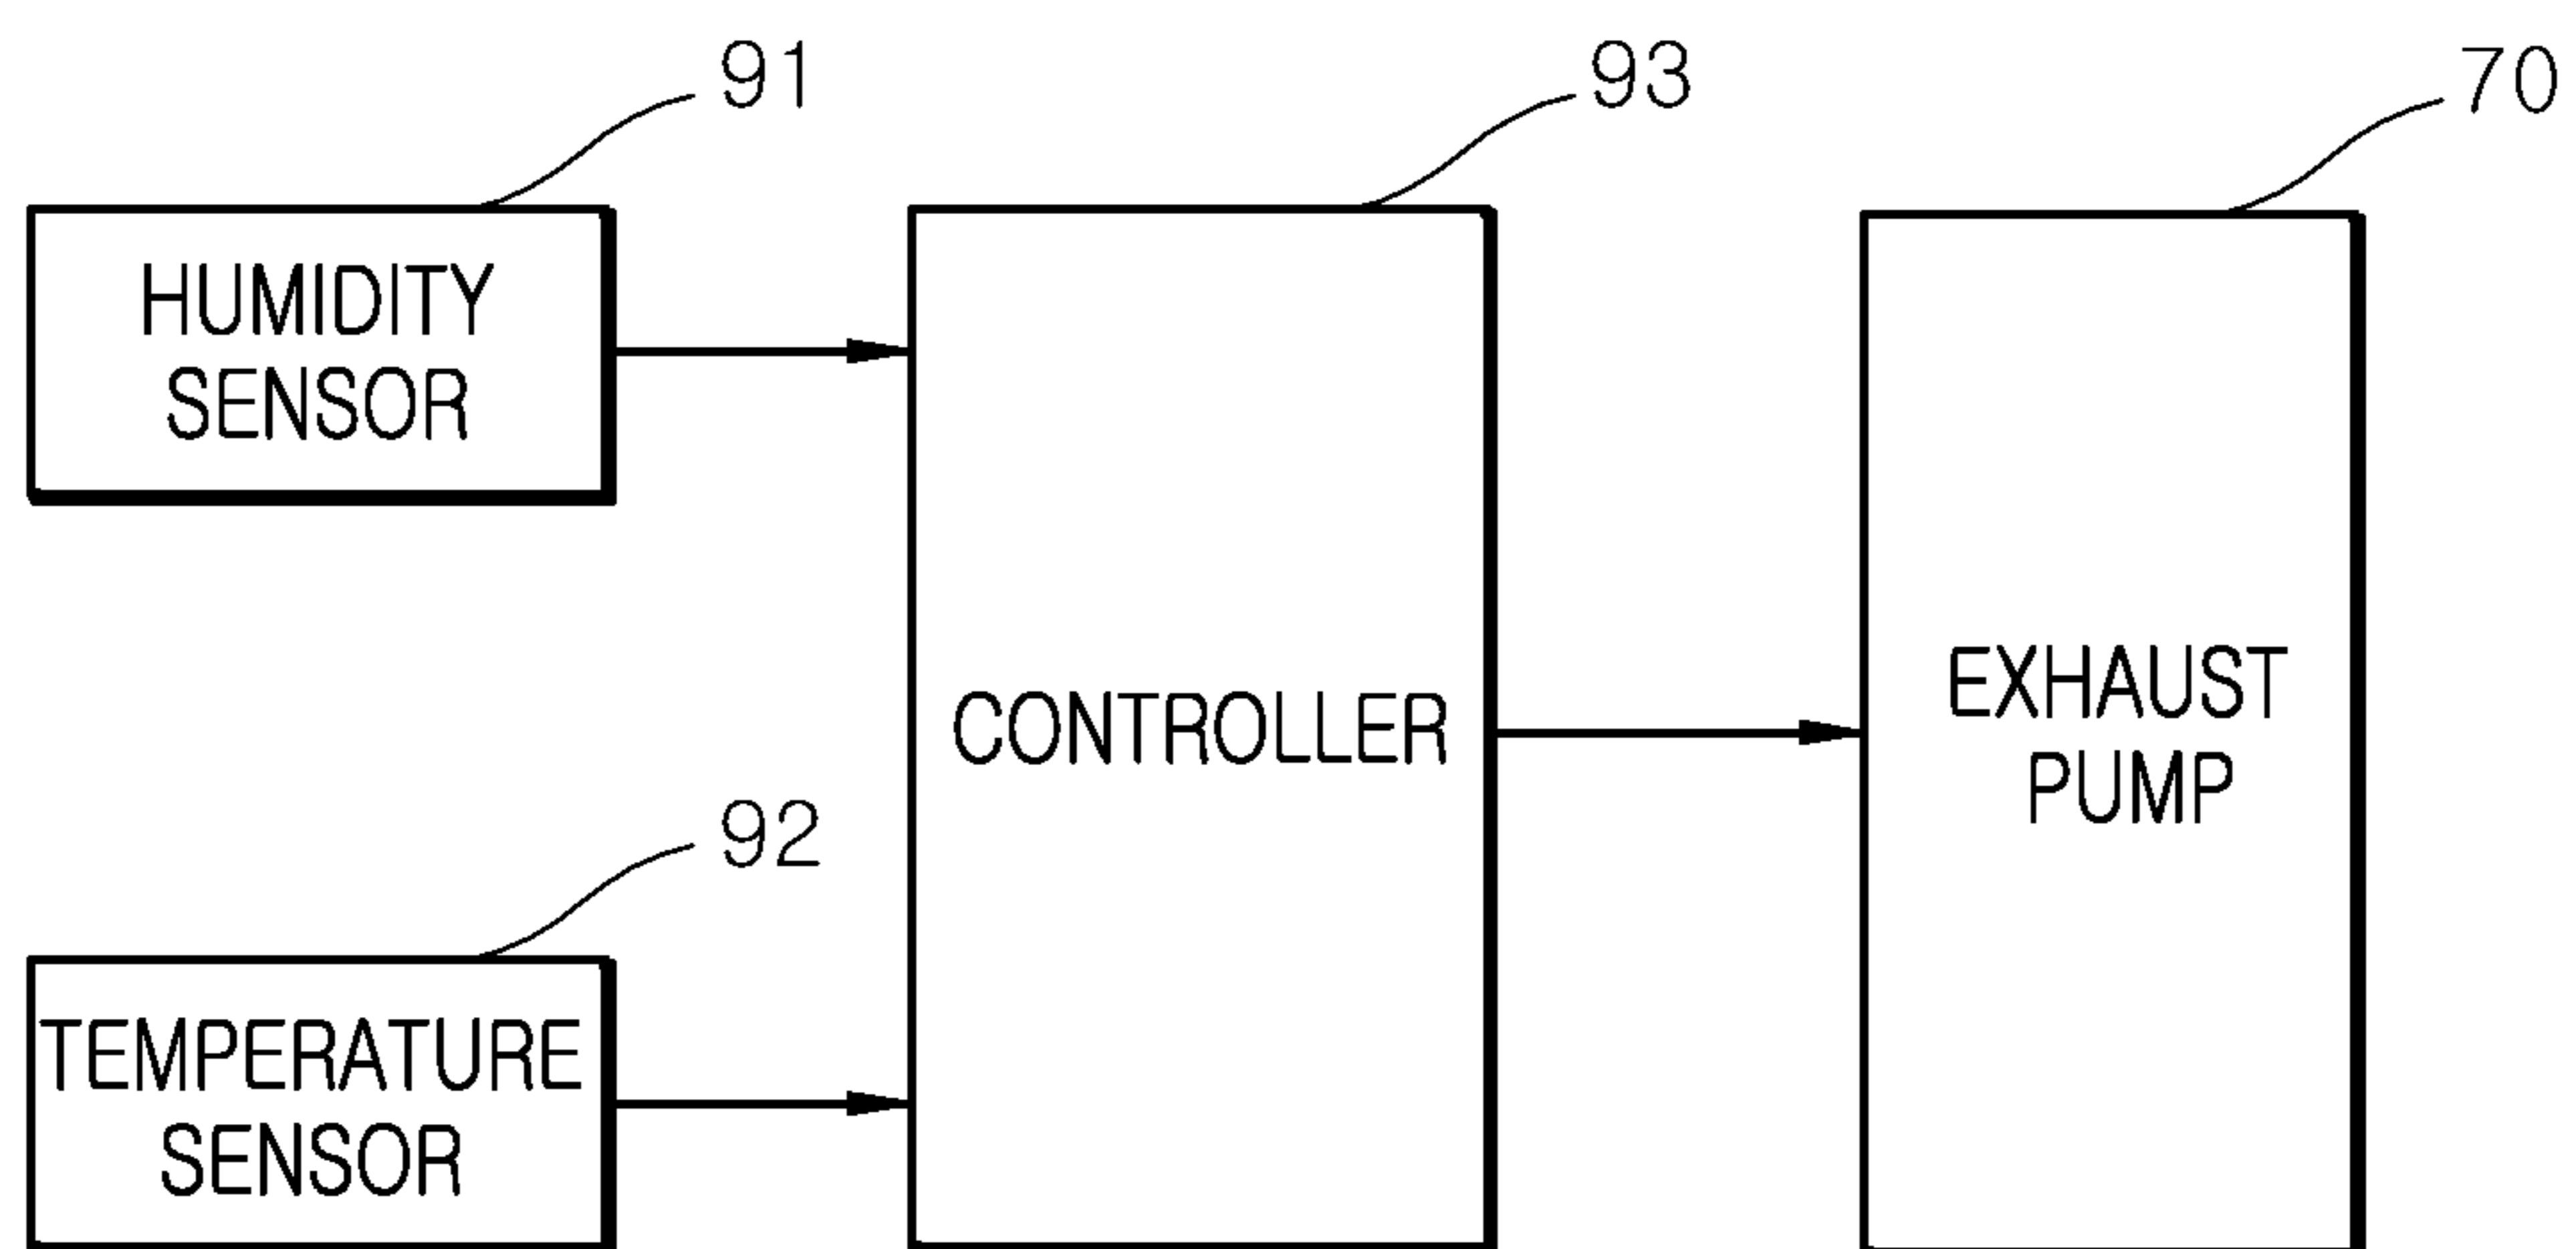 91
93
70
HUMIDITY
SENSOR
CONTROLLER
EXHAUST
PUMP
92
TEMPERATURE
SENSOR